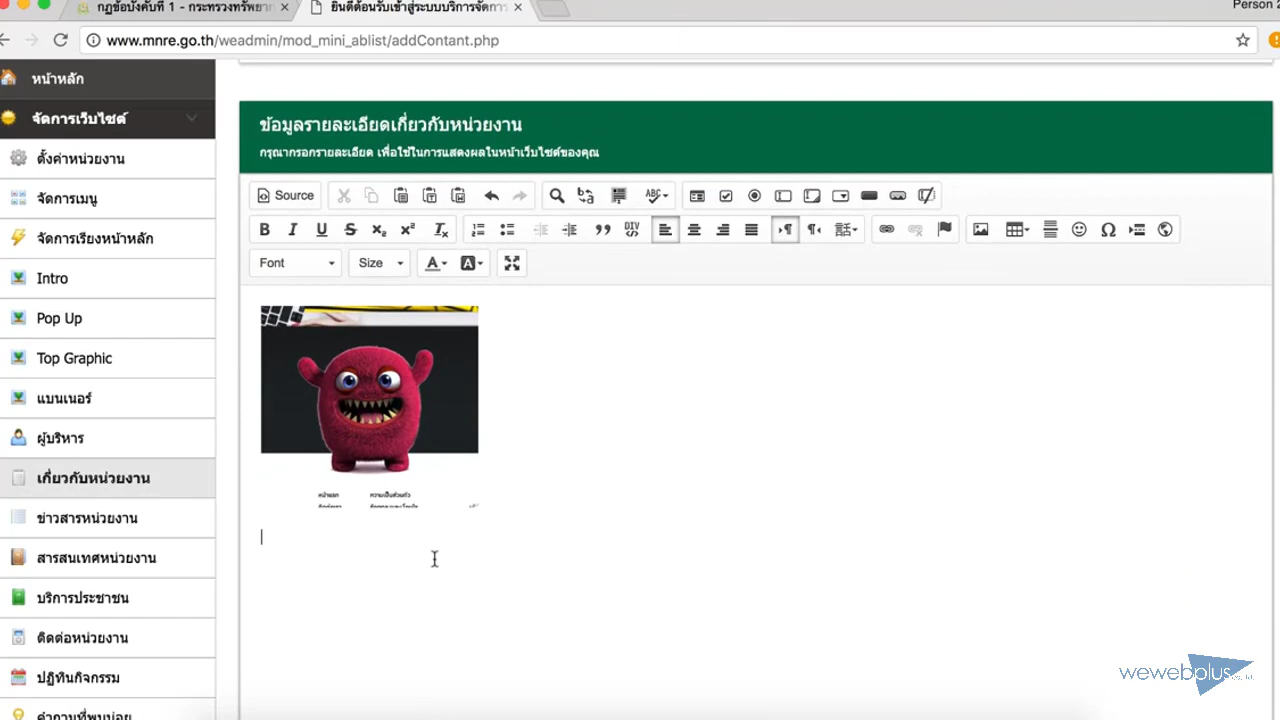 กฎข้อบังคับที่ 1 - กระทรวงทรัพยาก
ยินดีต้อนรับเข้าสู่ระบบบริการจัดการ
Person 2
www.mnre.go.th/weadmin/mod_mini_ablist/addContant.php
หน้าหลัก
จัดการเว็บไซต์
ตั้งค่าหน่วยงาน
จัดการเมนู
จัดการเรียงหน้าหลัก
Intro
Pop Up
Top Graphic
แบนเนอร์
ผู้บริหาร
เกี่ยวกับหน่วยงาน
ข่าวสารหน่วยงาน
สารสนเทศหน่วยงาน
บริการประชาชน
ติดต่อหน่วยงาน
ปฏิทินกิจกรรม
คำถามที่พบบ่อย
ข้อมูลรายละเอียดเกี่ยวกับหน่วยงาน
กรุณากรอกรายละเอียด เพื่อใช้ในการแสดงผลในหน้าเว็บไซต์ของคุณ
Source
Font
Size
หน้าแรก ความเป็นส่วนตัว
wewebplus